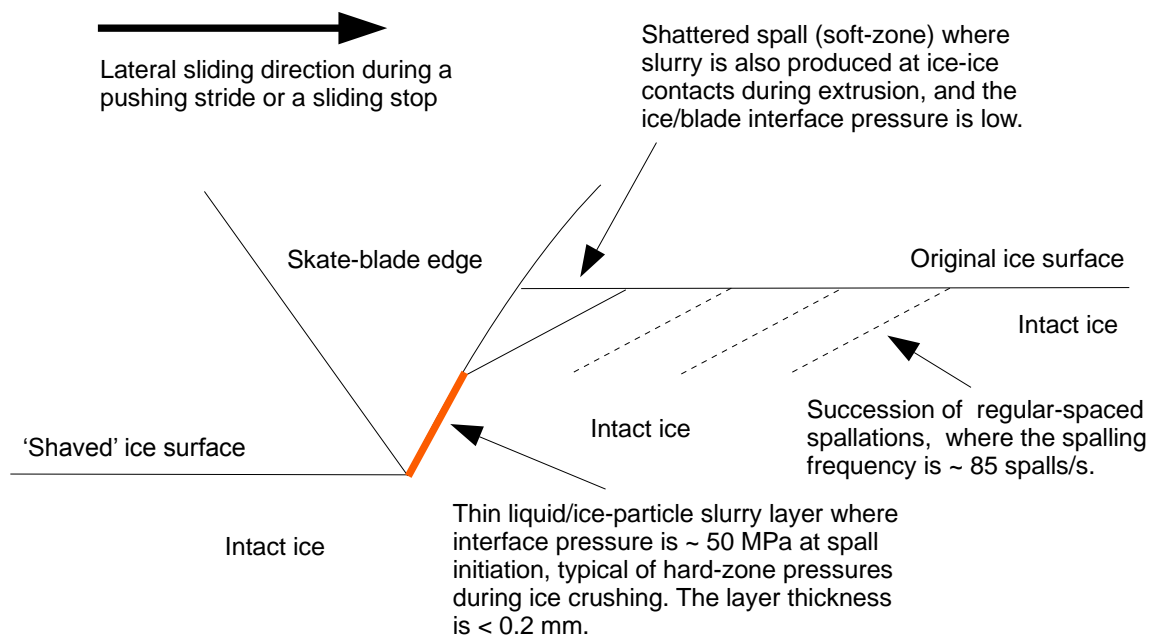 Lateral sliding direction during a
pushing stride or a sliding stop
Shattered spall (soft-zone) where
slurry is also produced at ice-ice
contacts during extrusion, and the
ice/blade interface pressure is low.
Skate-blade edge
Original ice surface
Intact ice
‘Shaved’ ice surface
Intact ice
Succession of regular-spaced
spallations, where the spalling
frequency is ~ 85 spalls/s.
Intact ice
Thin liquid/ice-particle slurry layer where
interface pressure is ~ 50 MPa at spall
initiation, typical of hard-zone pressures
during ice crushing. The layer thickness
is < 0.2 mm.